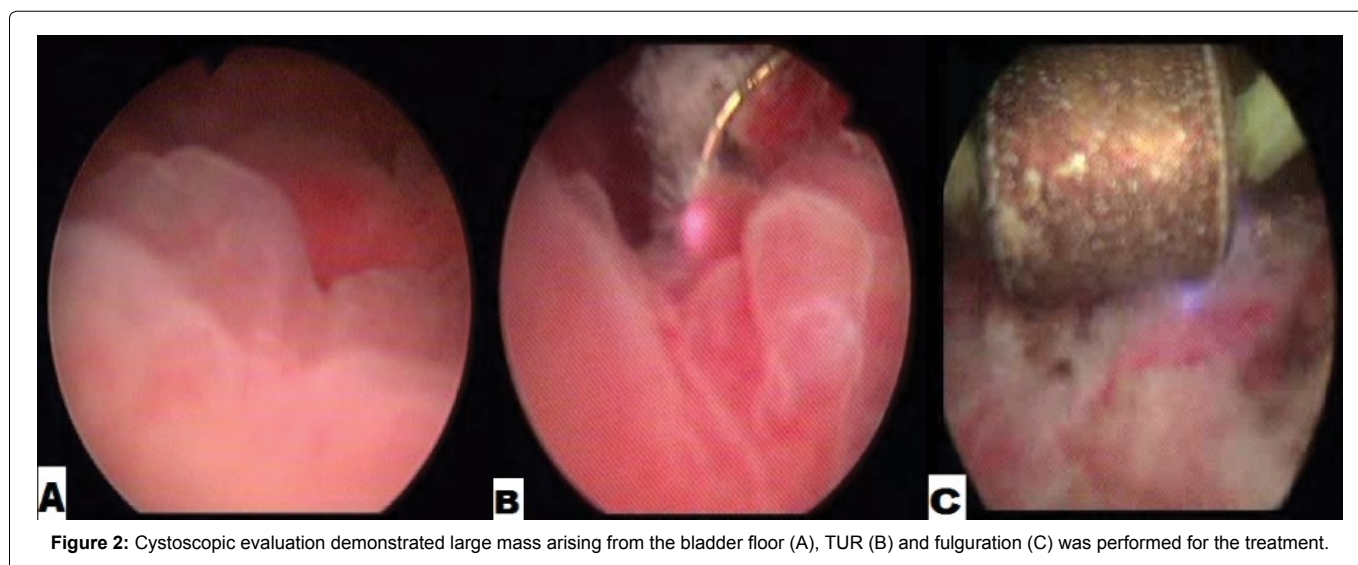 A
B
C
Figure 2: Cystoscopic evaluation demonstrated large mass arising from the bladder floor (A), TUR (B) and fulguration (C) was performed for the treatment.